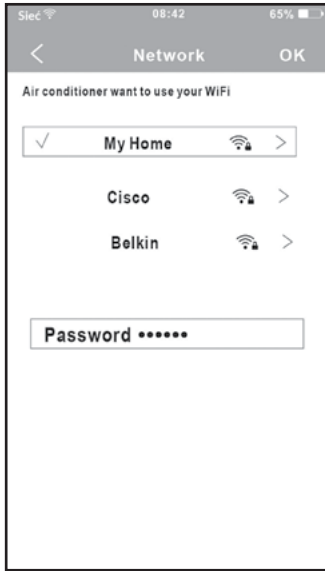 Sieć 08:42 65%
< Network OK
Air conditioner want to use your WiFi
✓ My Home >
Cisco >
Belkin >
Password ••••••